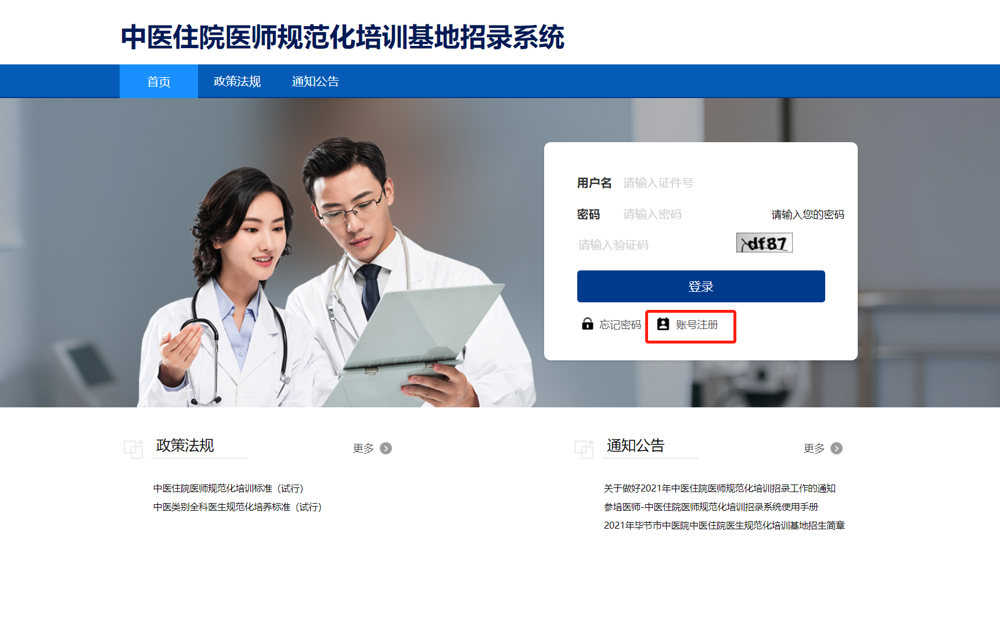 中医住院医师规范化培训基地招录系统
首页 政策法规 通知公告
用户名 请输入证件号
密码 请输入密码 请输入您的密码
请输入验证码 df87
登录
忘记密码 账号注册
政策法规 更多
中医住院医师规范化培训标准（试行）
中医类别全科医生规范化培养标准（试行）
通知公告 更多
关于做好2021年中医住院医师规范化培训招录工作的通知
参培医师-中医住院医师规范化培训招录系统使用手册
2021年毕节市中医院中医住院医生规范化培训基地招生简章